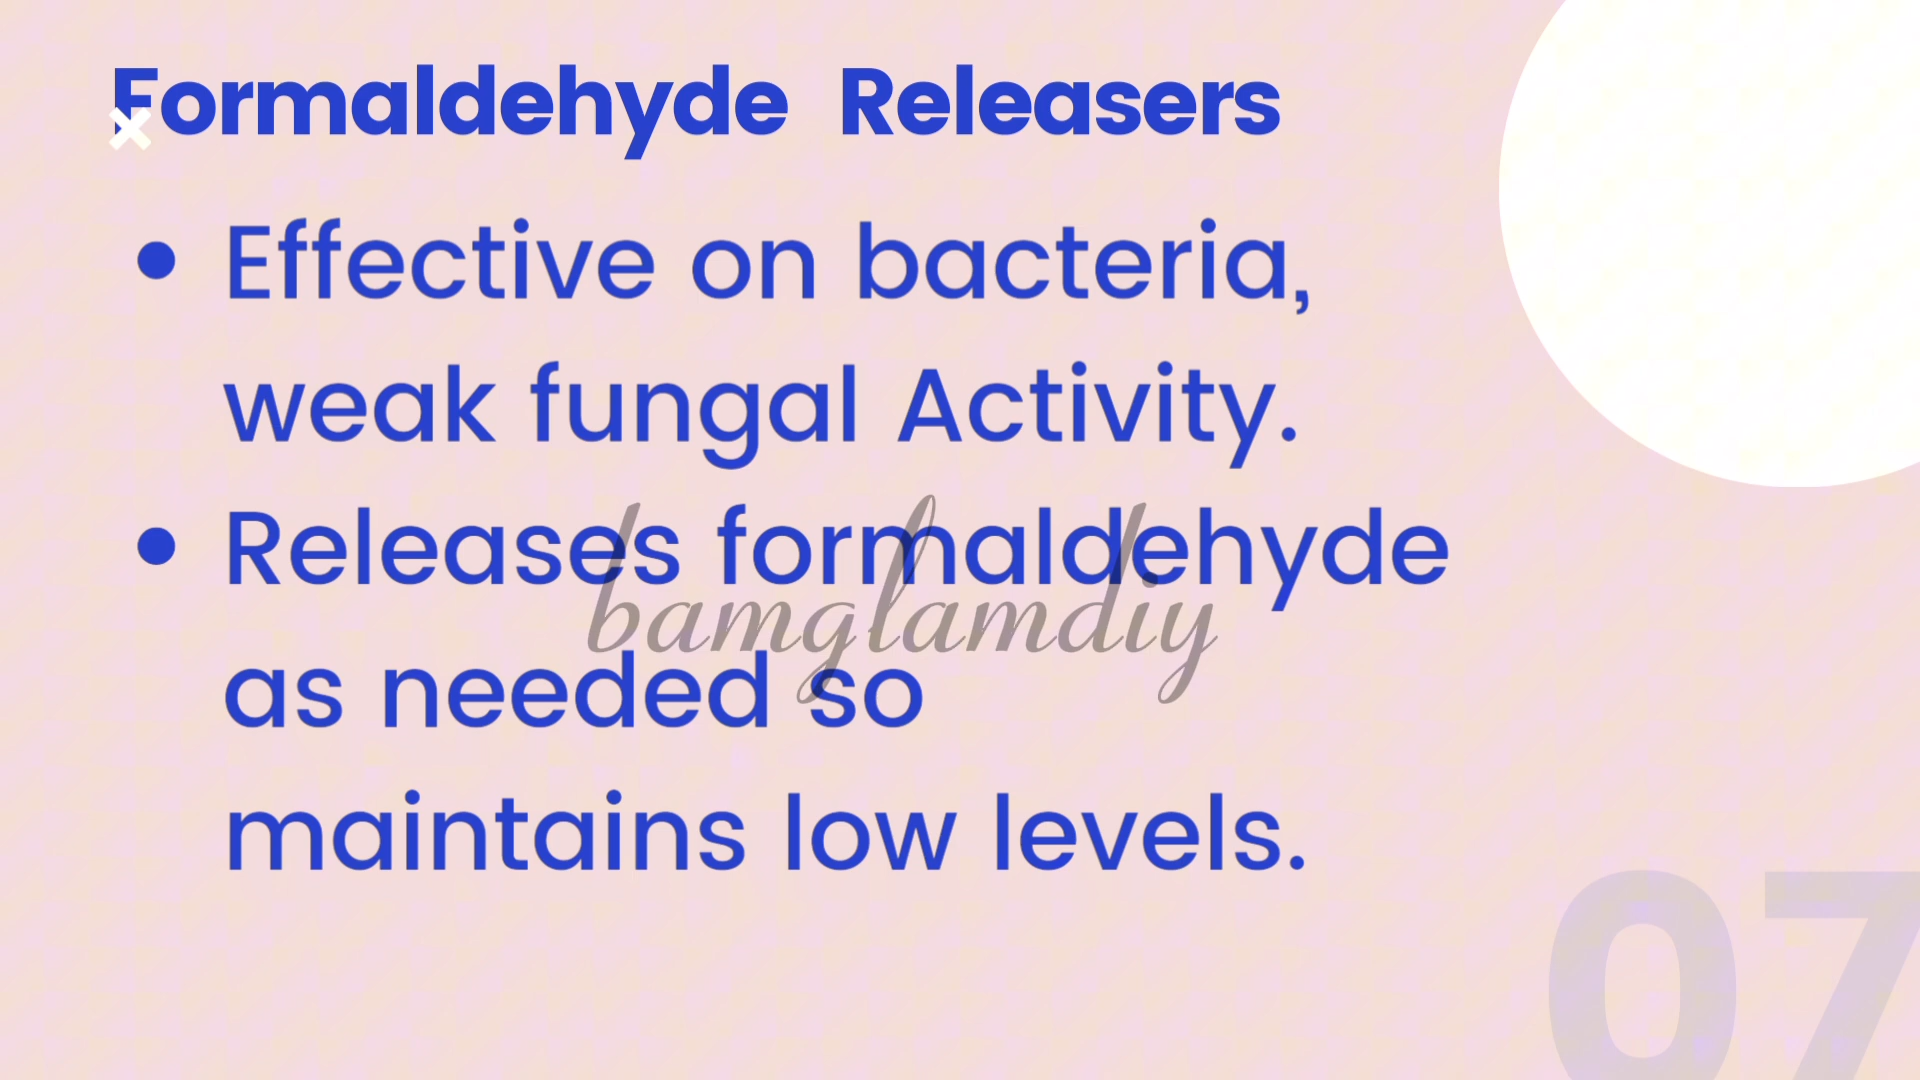 Formaldehyde Releasers
• Effective on bacteria,
weak fungal Activity.
• Releases formaldehyde
as needed so
maintains low levels.
bamglamdiy
07